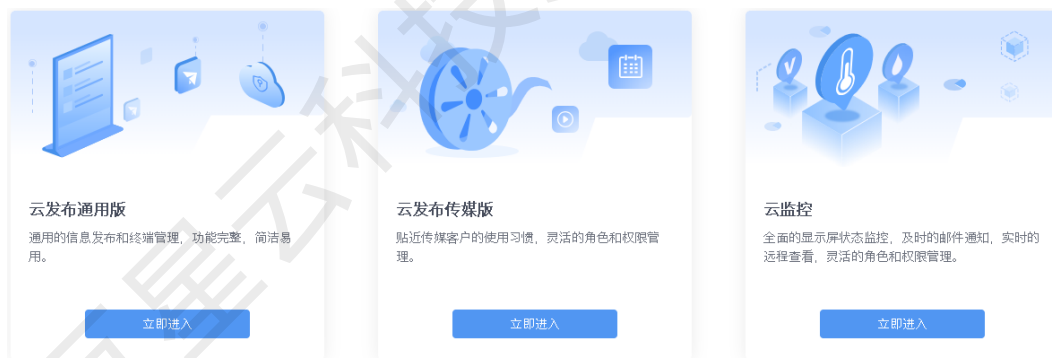 云发布通用版
通用的信息发布和终端管理，功能完整，简洁易
用。
立即进入
云发布传媒版
贴近传媒客户的使用习惯，灵活的角色和权限管
理。
立即进入
云监控
全面的显示屏状态监控，及时的邮件通知，实时的
远程查看，灵活的角色和权限管理。
立即进入
星云科技